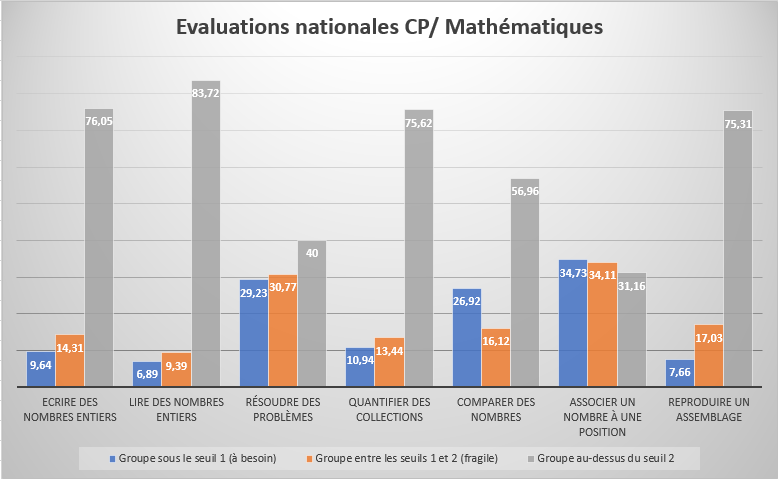 Evaluations nationales CP/ Mathématiques
76,05
83,72
75,62
75,31
56,96
40
34,73
34,11
31,16
29,23
30,77
26,92
14,31
9,64
6,89
9,39
10,94
13,44
16,12
17,03
7,66
ECRIRE DES
NOMBRES ENTIERS
LIRE DES NOMBRES
ENTIERS
RÉSOUDRE DES
PROBLÈMES
QUANTIFIER DES
COLLECTIONS
COMPARER DES
NOMBRES
ASSOCIER UN
NOMBRE À UNE
POSITION
REPRODUIRE UN
ASSEMBLAGE
Groupe sous le seuil 1 (à besoin)
Groupe entre les seuils 1 et 2 (fragile)
Groupe au-dessus du seuil 2